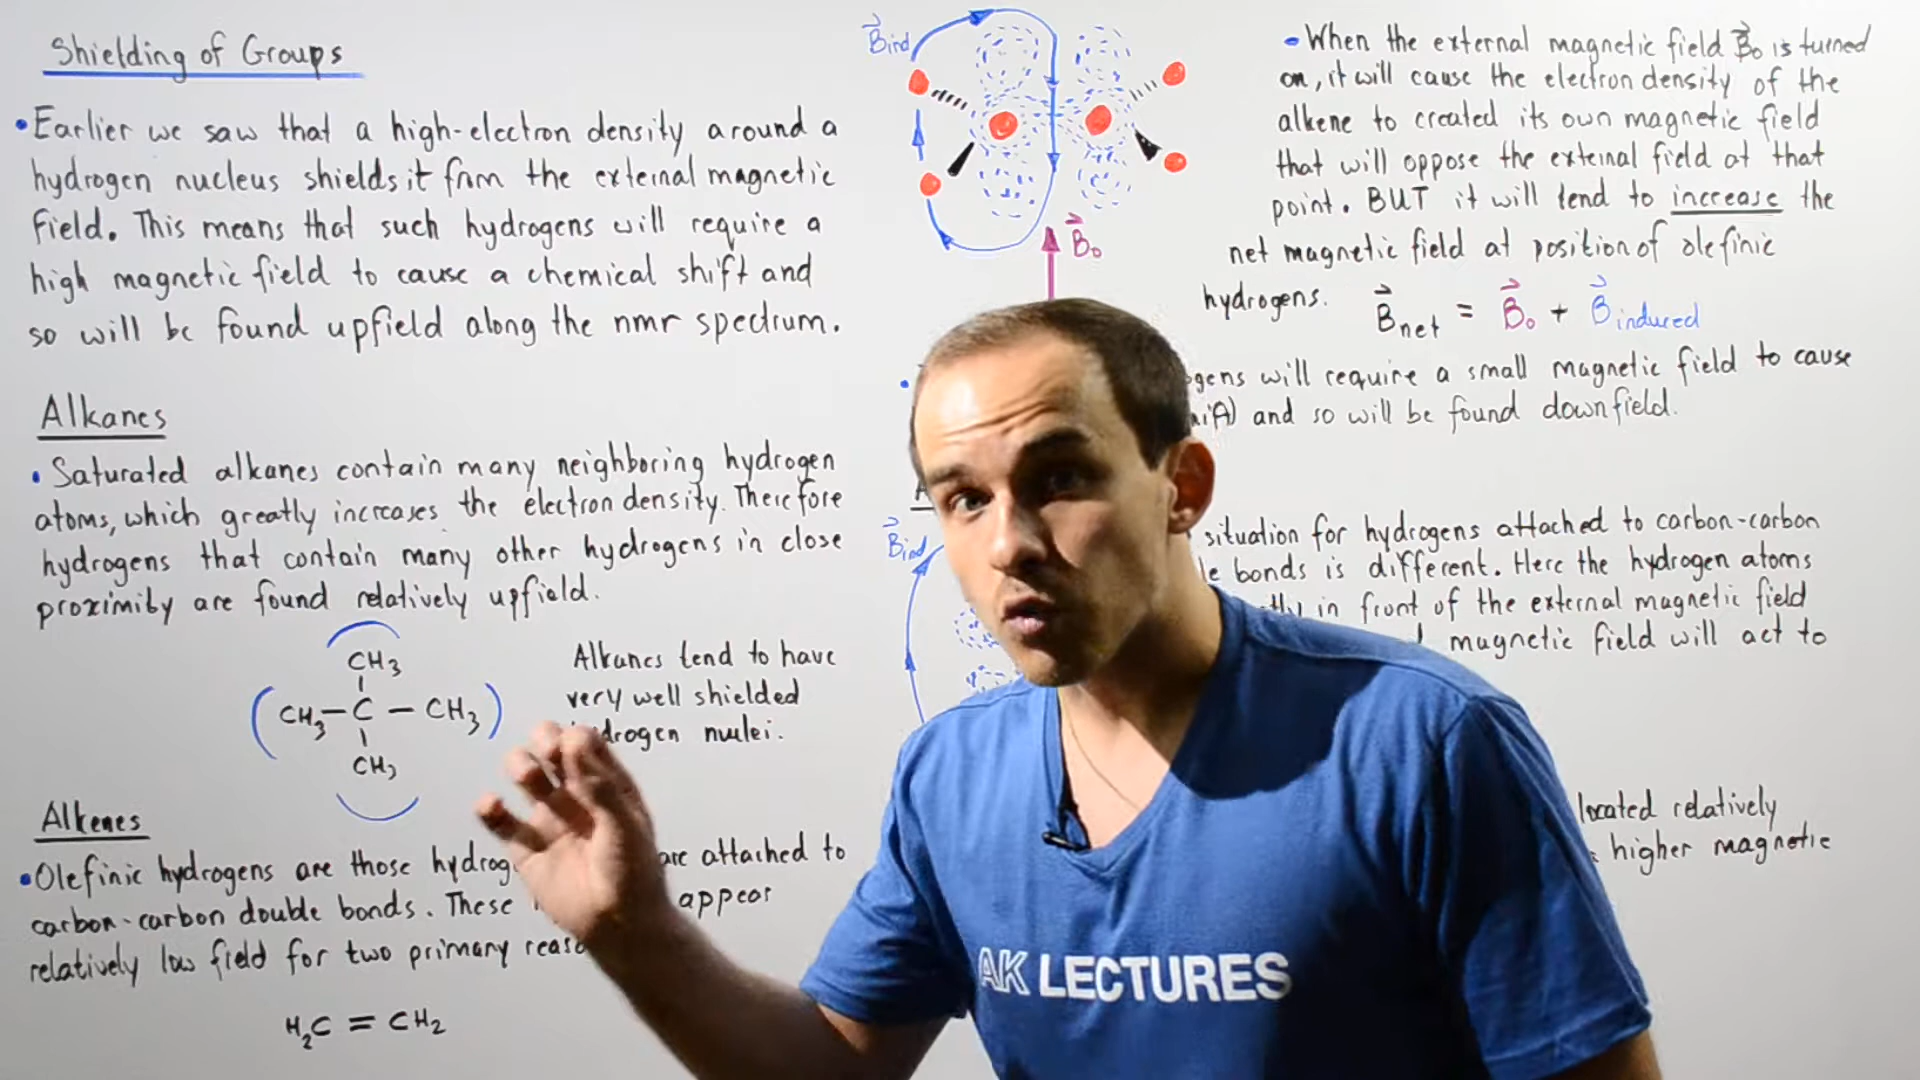 Shielding of Groups
• Earlier we saw that a high-electron density around a
hydrogen nucleus shields it from the external magnetic
field. This means that such hydrogens will require a
high magnetic field to cause a chemical shift and
so will be found upfield along the nmr spectrum.
Alkanes
• Saturated alkanes contain many neighboring hydrogen
atoms, which greatly increases the electron density. Therefore
hydrogens that contain many other hydrogens in close
proximity are found relatively upfield.
CH3
CH3 – C – CH3
CH3
Alkanes tend to have
very well shielded
drogen nuclei.
Alkenes
• Olefinic hydrogens are those are attached to
carbon-carbon double bonds. These appear
relatively low field for two primary
H2C = CH2
Bind
B0
- When the external magnetic field B0 is turned
on, it will cause the electron density of the
alkene to created its own magnetic field
that will oppose the external field at that
point. BUT it will tend to increase the
net magnetic field at position of olefinic
hydrogens. Bnet = B0 + Binduced
gens will require a small magnetic field to cause
and so will be found downfield.
Bind
situation for hydrogens attached to carbon-carbon
bonds is different. Here the hydrogen atoms
in front of the external magnetic field
magnetic field will act to
located relatively
higher magnetic
AK LECTURES